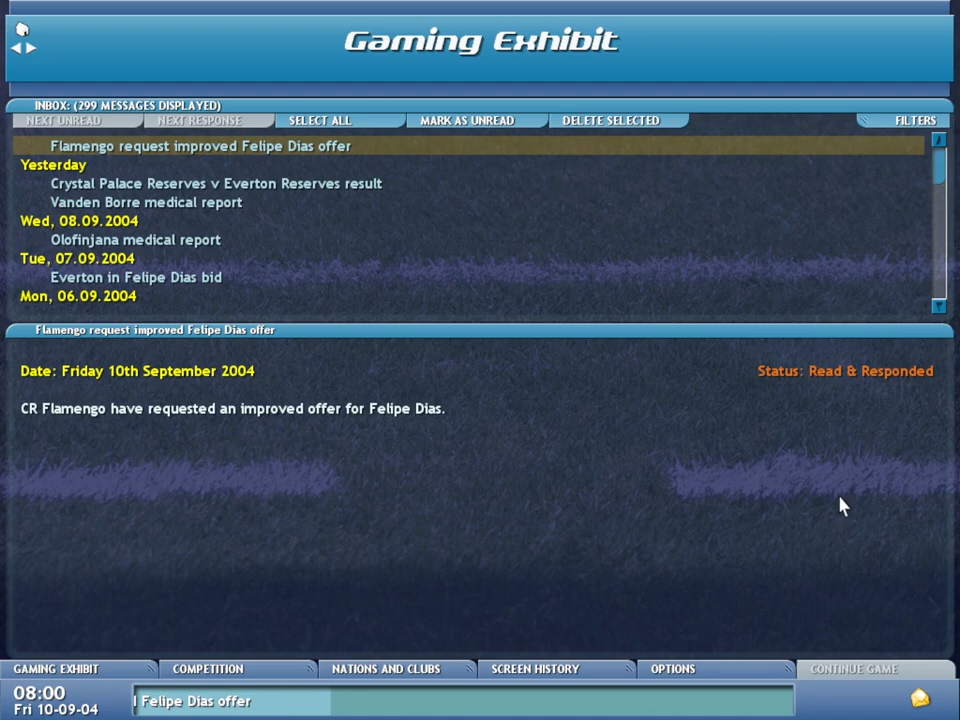 Gaming Exhibit
INBOX: (299 MESSAGES DISPLAYED)
NEXT UNREAD NEXT RESPONSE SELECT ALL MARK AS UNREAD DELETE SELECTED FILTERS
Flamengo request improved Felipe Dias offer
Yesterday
Crystal Palace Reserves v Everton Reserves result
Vanden Borre medical report
Wed, 08.09.2004
Olofinjana medical report
Tue, 07.09.2004
Everton in Felipe Dias bid
Mon, 06.09.2004
Flamengo request improved Felipe Dias offer
Date: Friday 10th September 2004 Status: Read & Responded
CR Flamengo have requested an improved offer for Felipe Dias.
GAMING EXHIBIT COMPETITION NATIONS AND CLUBS SCREEN HISTORY OPTIONS CONTINUE GAME
08:00
Felipe Dias offer
Fri 10-09-04